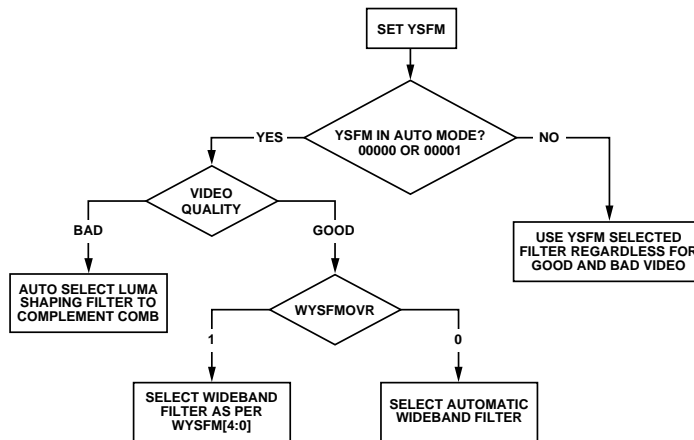 SET YSFM
YSFM IN AUTO MODE?
00000 OR 00001
YES
NO
VIDEO
QUALITY
BAD
GOOD
USE YSFM SELECTED
FILTER REGARDLESS FOR
GOOD AND BAD VIDEO
AUTO SELECT LUMA
SHAPING FILTER TO
COMPLEMENT COMB
WYSFMOVR
1
0
SELECT WIDEBAND
FILTER AS PER
WYSFM[4:0]
SELECT AUTOMATIC
WIDEBAND FILTER